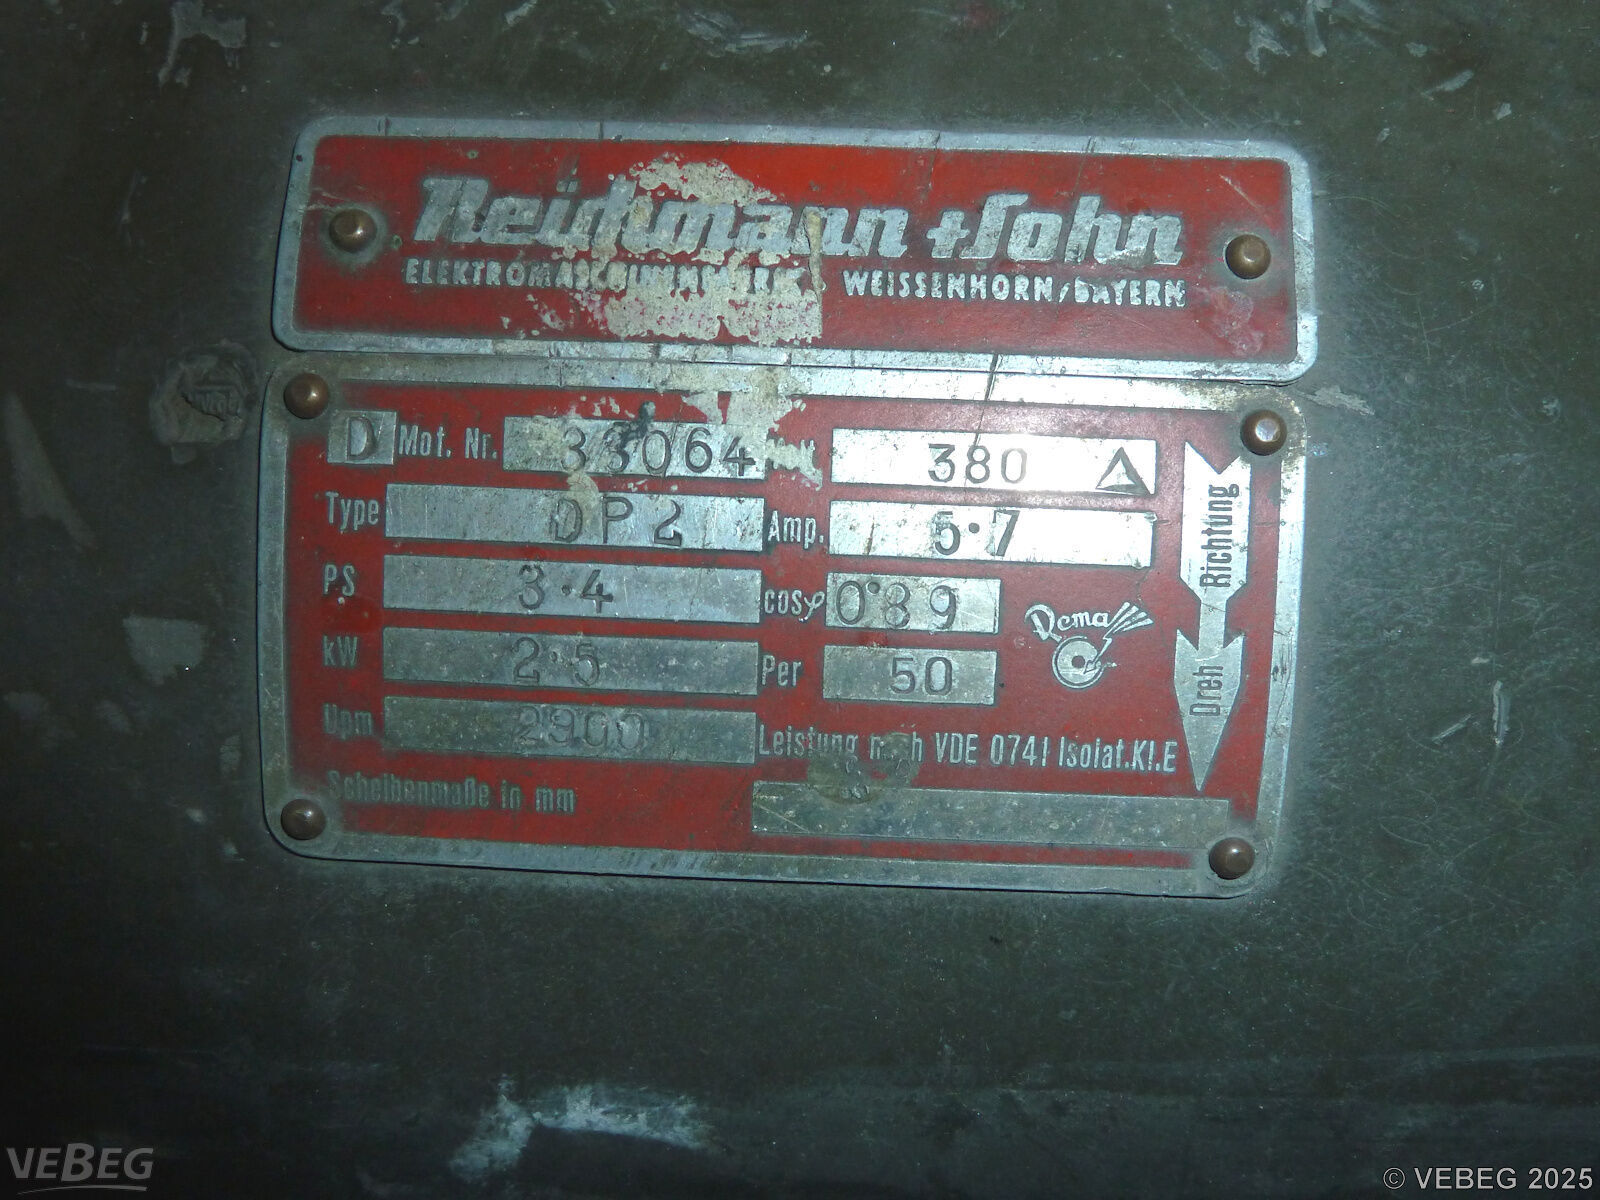 Reichmann + Sohn
ELEKTROMASCHINENWERK WEISSENHORN/BAYERN
D Mot. Nr. 33064 Volt 380 Δ
Type DP2 Amp. 5·7
PS 3·4 cosφ 0·89
kW 2·5 Per 50
Upm 2900 Leistung nach VDE 0741 Isolat.Kl.E
Scheibenmaße in mm
Rema
Dreh Richtung
VEBEG
© VEBEG 2025